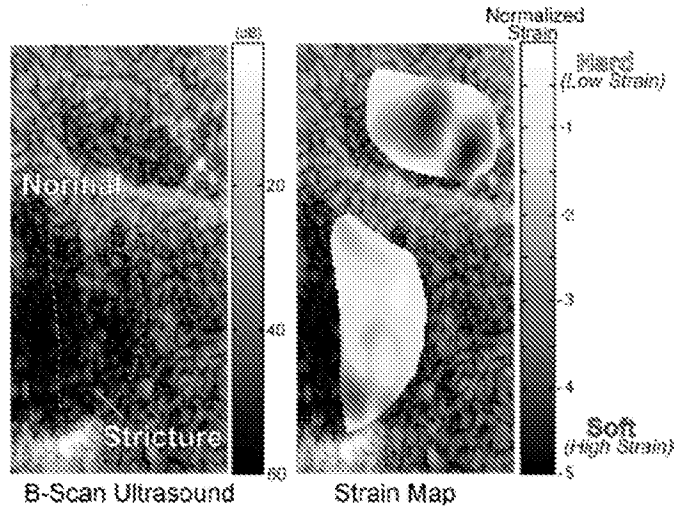 (dB)
Normalized
Strain
Hard
(Low Strain)
-1
Normal
20
-2
-3
40
-4
Soft
(High Strain)
Stricture
60
-5
B-Scan Ultrasound
Strain Map